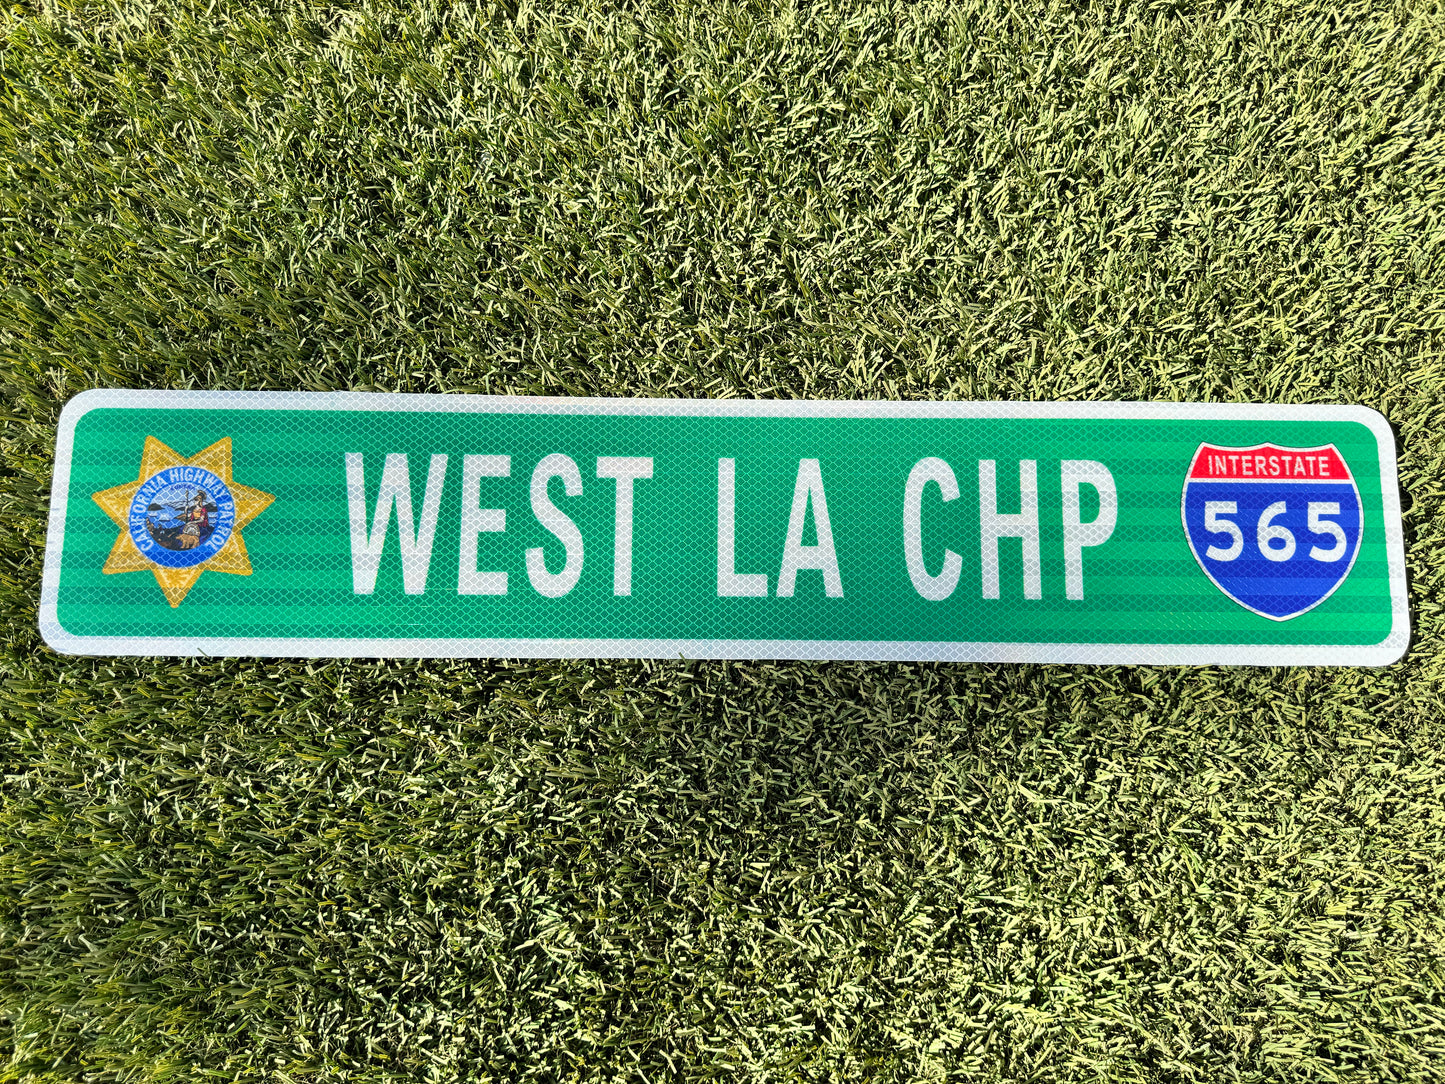 CALIFORNIA HIGHWAY PATROL
WEST LA CHP
INTERSTATE
565